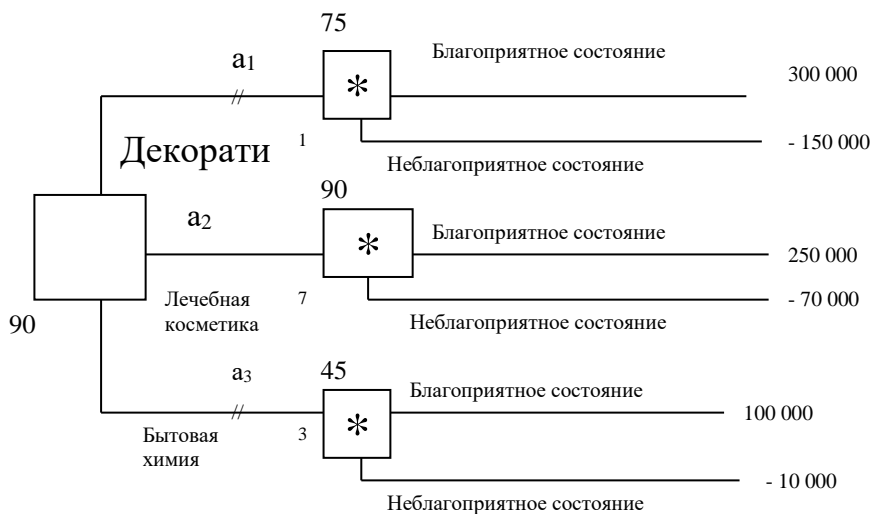 75
a1
Благоприятное состояние
300 000
*
1
- 150 000
Декорати
Неблагоприятное состояние
90
a2
Благоприятное состояние
*
250 000
Лечебная
косметика
7
- 70 000
90
Неблагоприятное состояние
a3
45
Благоприятное состояние
100 000
*
Бытовая
химия
3
- 10 000
Неблагоприятное состояние